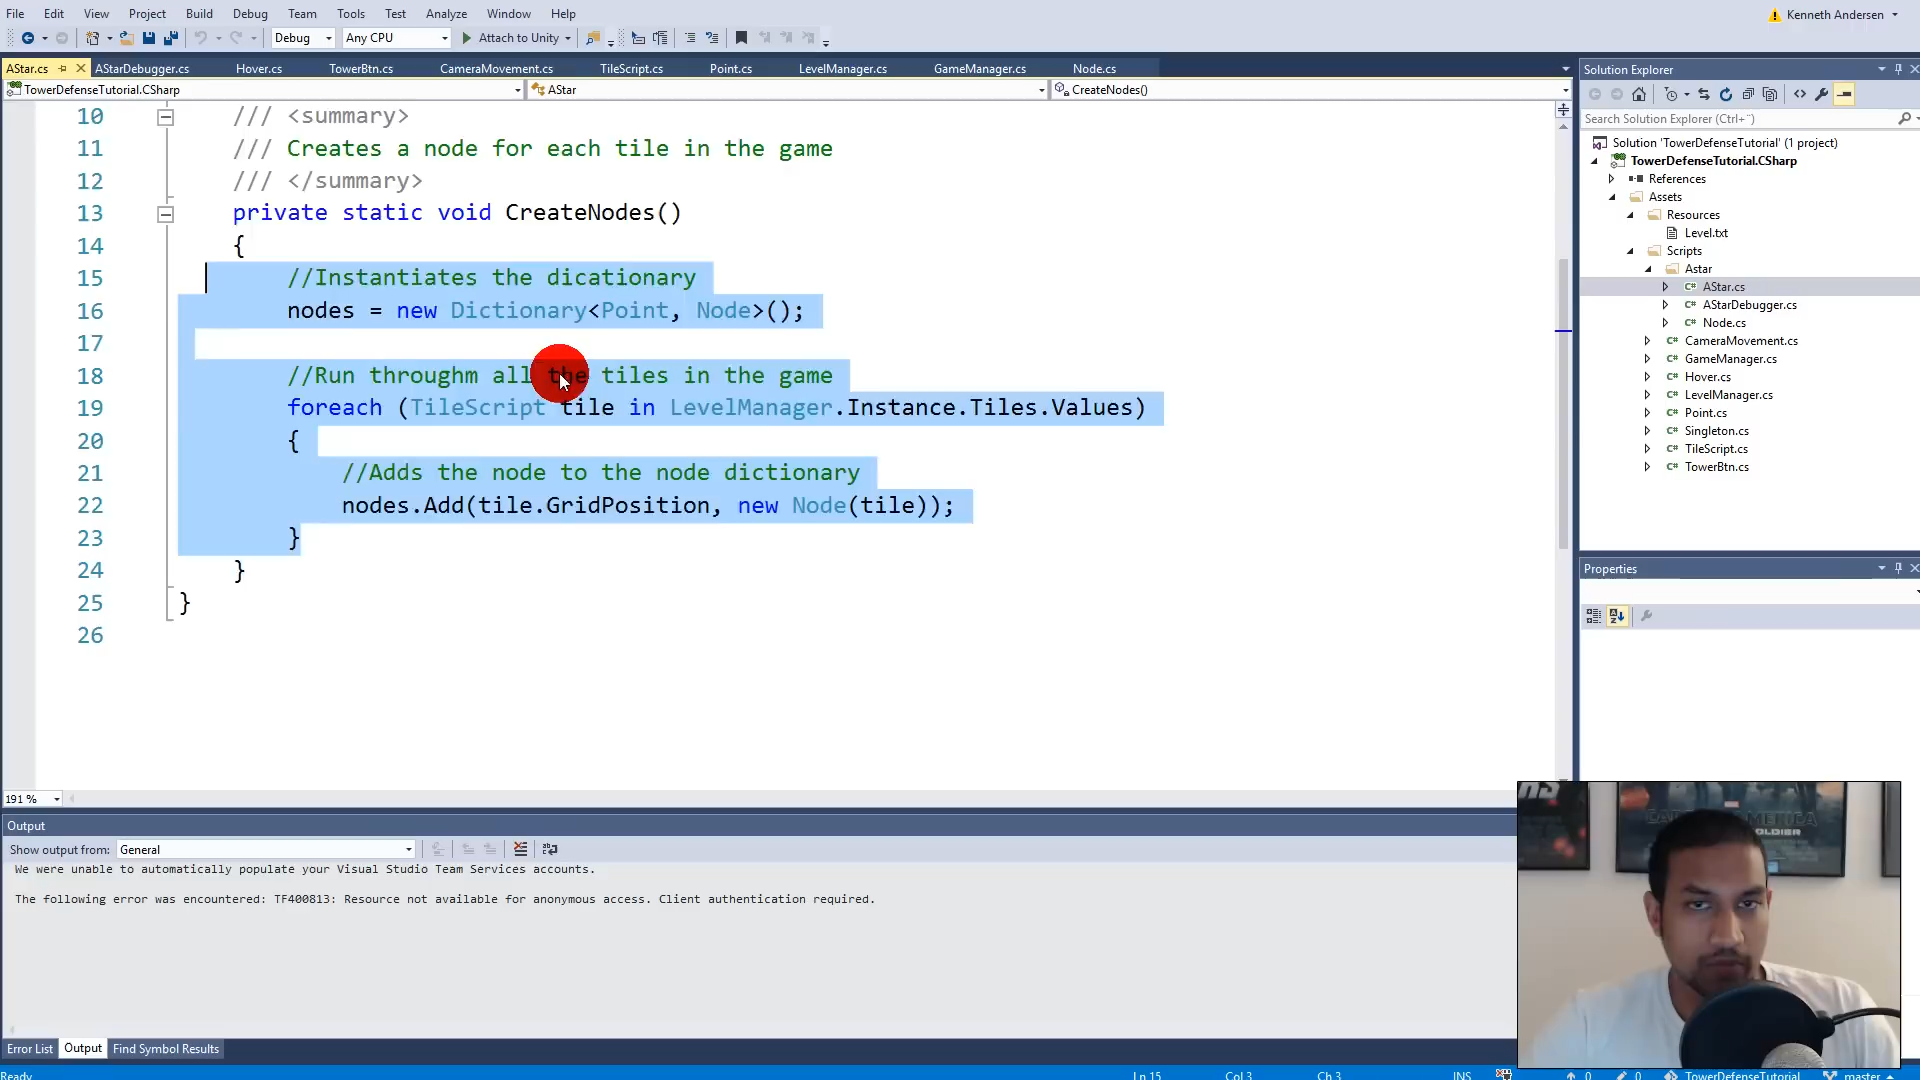 File Edit View Project Build Debug Team Tools Test Analyze Window Help
Kenneth Andersen
Debug Any CPU Attach to Unity
AStar.cs AStarDebugger.cs Hover.cs TowerBtn.cs CameraMovement.cs TileScript.cs Point.cs LevelManager.cs GameManager.cs Node.cs
TowerDefenseTutorial.CSharp AStar CreateNodes()
10 /// <summary>
11 /// Creates a node for each tile in the game
12 /// </summary>
13 private static void CreateNodes()
14 {
15 //Instantiates the dicationary
16 nodes = new Dictionary<Point, Node>();
17
18 //Run throughm all the tiles in the game
19 foreach (TileScript tile in LevelManager.Instance.Tiles.Values)
20 {
21 //Adds the node to the node dictionary
22 nodes.Add(tile.GridPosition, new Node(tile));
23 }
24 }
25 }
26
191 %
Output
Show output from: General
We were unable to automatically populate your Visual Studio Team Services accounts.
The following error was encountered: TF400813: Resource not available for anonymous access. Client authentication required.
Error List Output Find Symbol Results
Ready Ln 15 Col 3 Ch 3 INS 0 0 TowerDefenseTutorial master
Solution Explorer
Search Solution Explorer (Ctrl+¨)
Solution 'TowerDefenseTutorial' (1 project)
TowerDefenseTutorial.CSharp
References
Assets
Resources
Level.txt
Scripts
Astar
AStar.cs
AStarDebugger.cs
Node.cs
CameraMovement.cs
GameManager.cs
Hover.cs
LevelManager.cs
Point.cs
Singleton.cs
TileScript.cs
TowerBtn.cs
Properties